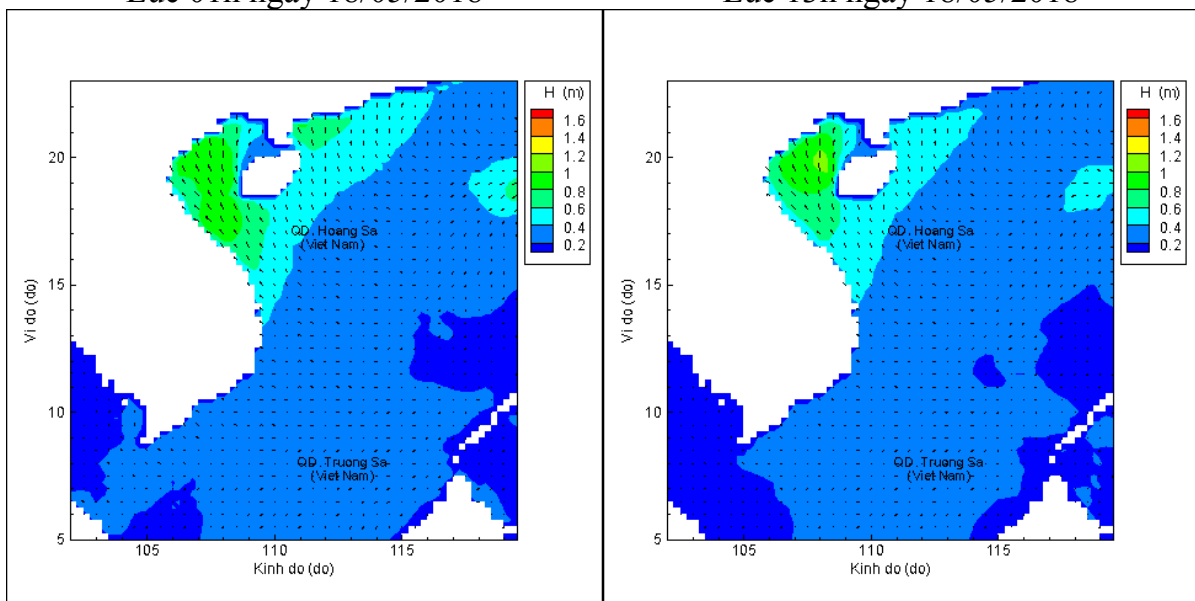 H (m)
1.6
1.4
1.2
1
0.8
0.6
0.4
0.2
20
15
10
5
Vi do (do)
QD. Hoang Sa
(Viet Nam)
QD. Truong Sa
(Viet Nam)
105
110
115
Kinh do (do)
H (m)
1.6
1.4
1.2
1
0.8
0.6
0.4
0.2
20
15
10
5
Vi do (do)
QD. Hoang Sa
(Viet Nam)
QD. Truong Sa
(Viet Nam)
105
110
115
Kinh do (do)